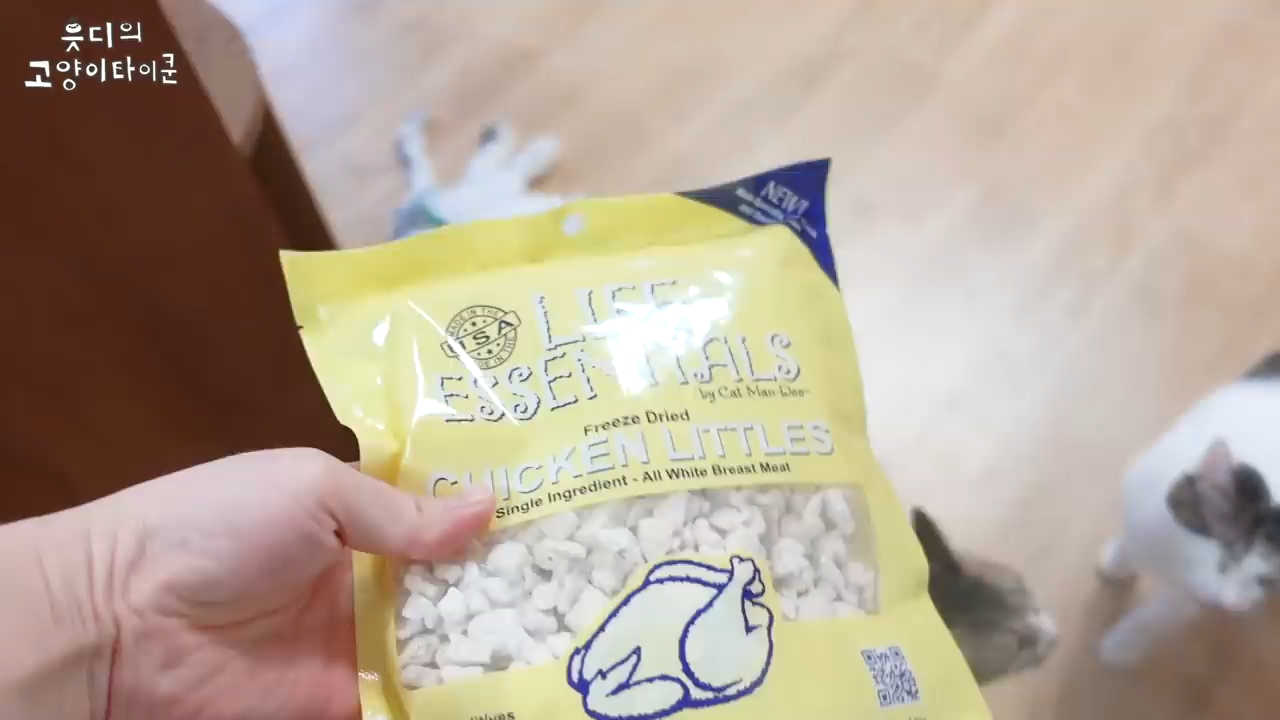 웃디의
고양이타이쿤
NEW!
MADE IN THE
USA
LIFE
ESSENTIALS
by Cat-Man-Doo
Freeze Dried
CHICKEN LITTLES
Single Ingredient - All White Breast Meat